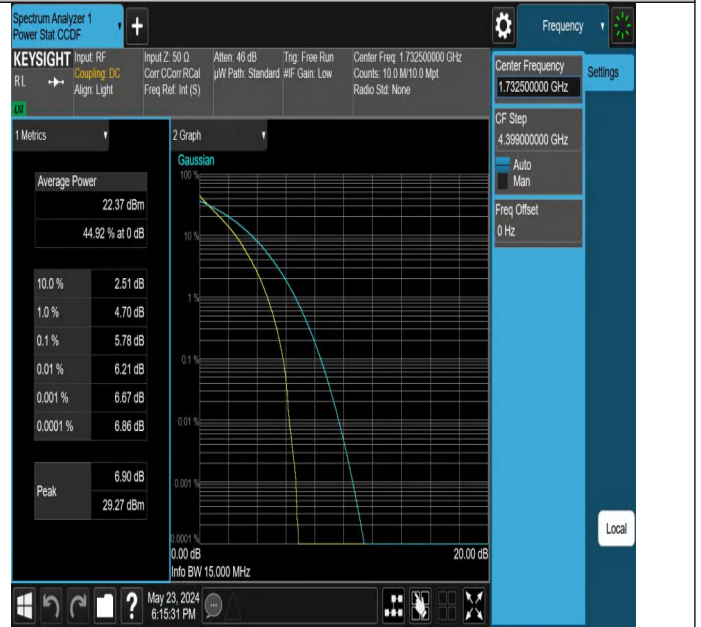 Spectrum Analyzer 1
Power Stat CCDF
Frequency
KEYSIGHT
RL
LXI
Input: RF
Coupling: DC
Align: Light
Input Z: 50 Ω
Corr CCorr RCal
Freq Ref: Int (S)
Atten: 46 dB
µW Path: Standard
Trig: Free Run
#IF Gain: Low
Center Freq: 1.732500000 GHz
Counts: 10.0 M/10.0 Mpt
Radio Std: None
1 Metrics
Average Power
22.37 dBm
44.92 % at 0 dB
10.0 % 2.51 dB
1.0 % 4.70 dB
0.1 % 5.78 dB
0.01 % 6.21 dB
0.001 % 6.67 dB
0.0001 % 6.86 dB
Peak
6.90 dB
29.27 dBm
2 Graph
Gaussian
100 %
10 %
1 %
0.1 %
0.01 %
0.001 %
0.0001 %
0.00 dB
20.00 dB
Info BW 15.000 MHz
Center Frequency
1.732500000 GHz
CF Step
4.399000000 GHz
Auto
Man
Freq Offset
0 Hz
Settings
Local
?
May 23, 2024
6:15:31 PM